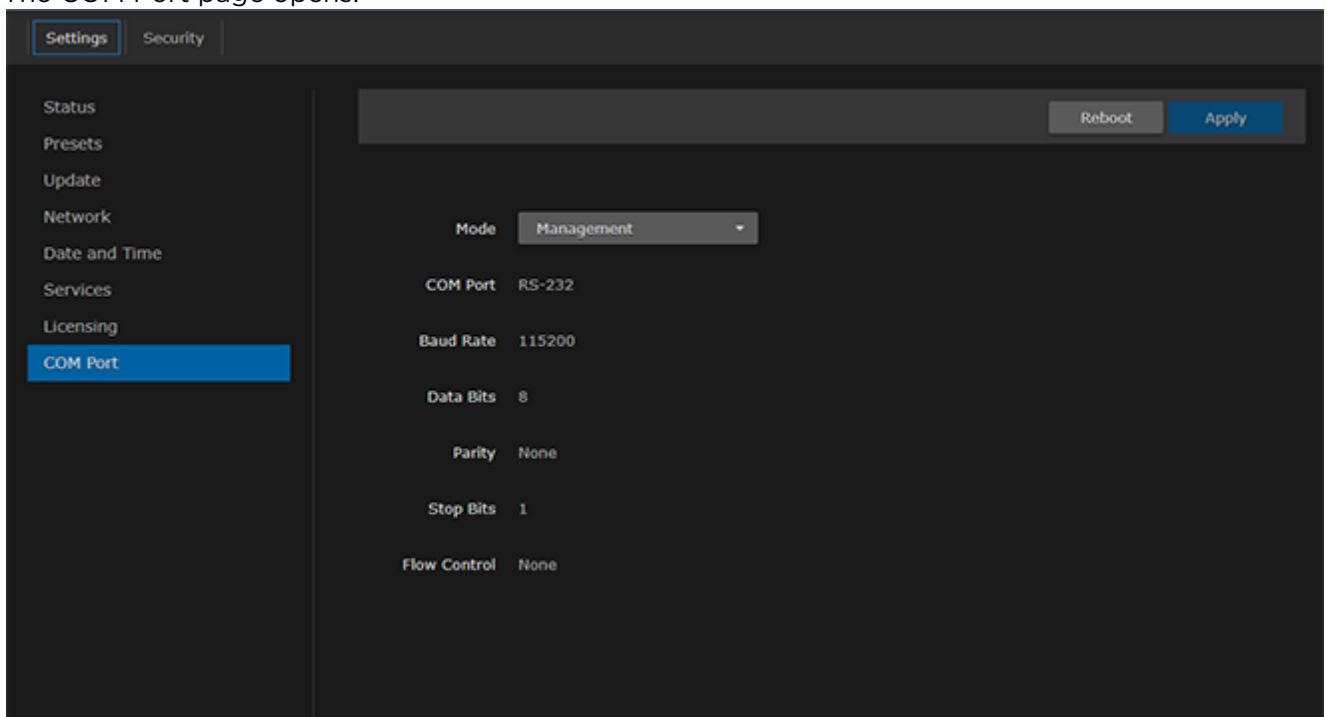 The COM Port page opens.
Settings Security
Status
Presets
Update
Network
Date and Time
Services
Licensing
COM Port
Reboot Apply
Mode Management
COM Port RS-232
Baud Rate 115200
Data Bits 8
Parity None
Stop Bits 1
Flow Control None